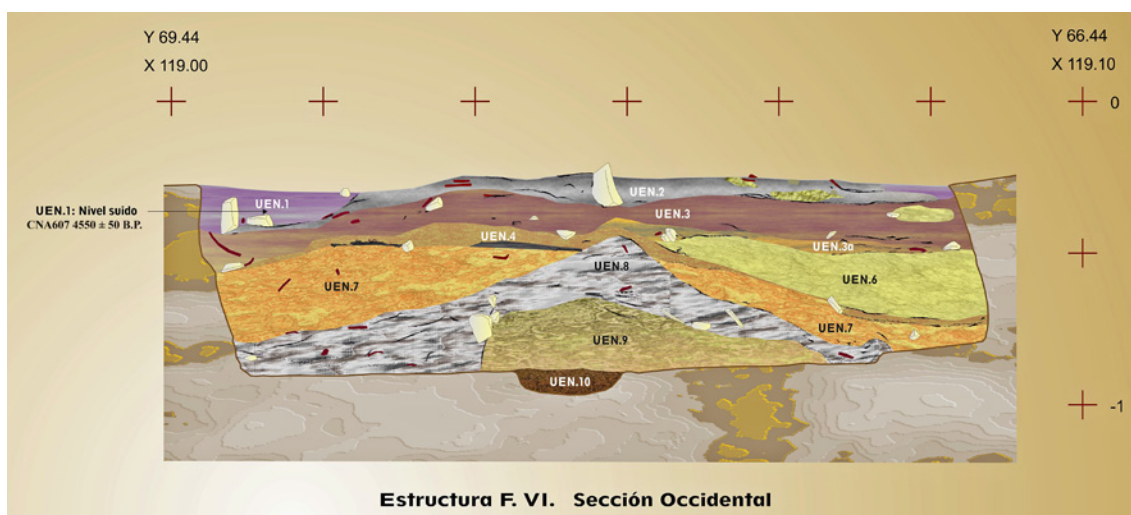 Y 69.44
X 119.00
Y 66.44
X 119.10
0
UEN.1: Nivel suido
CNA607 4550 ± 50 B.P.
UEN.1
UEN.2
UEN.3
UEN.4
UEN.3a
UEN.8
UEN.7
UEN.6
UEN.7
UEN.9
UEN.10
-1
Estructura F. VI. Sección Occidental